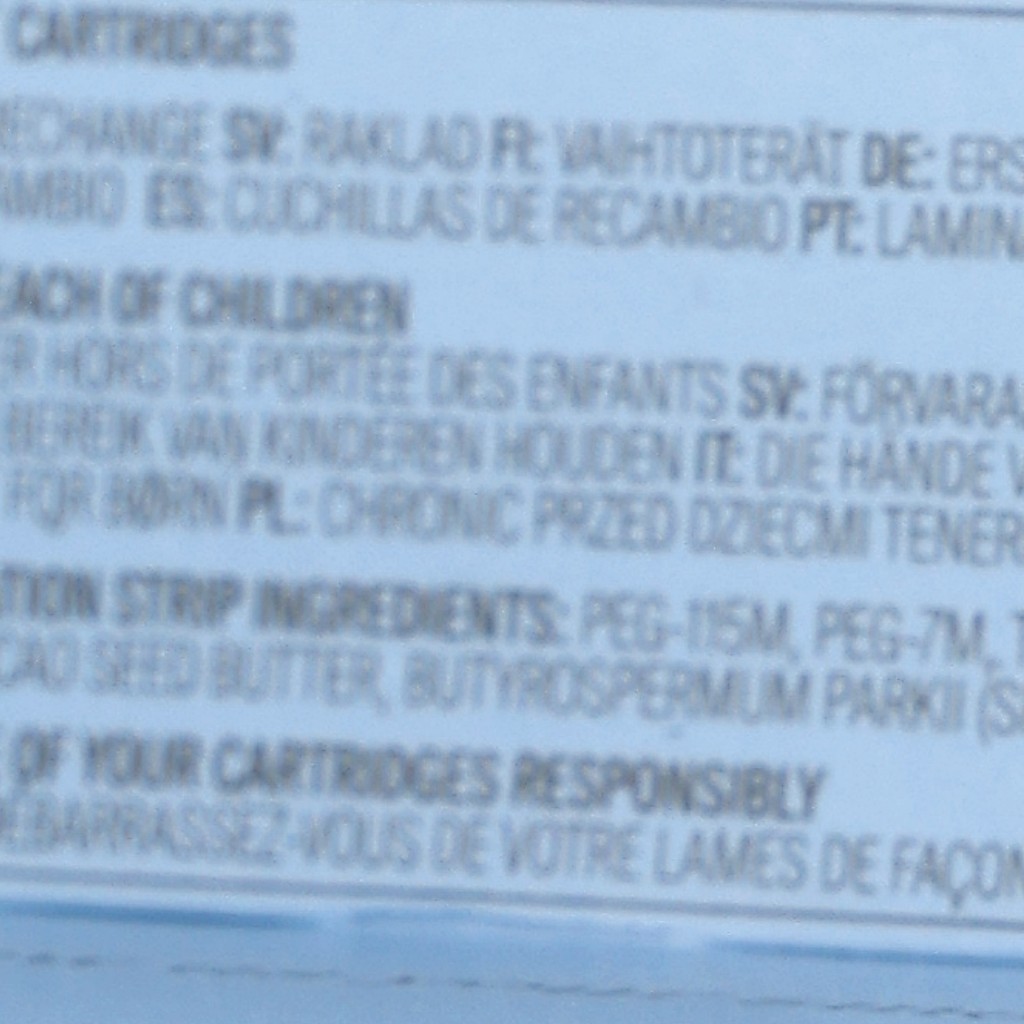 CARTRIDGES
RECHANGE SV: RAKLAD FI: VAIHTOTERÄT DE: ERS
AMBIO ES: CUCHILLAS DE RECAMBIO PT: LAMIN
EACH OF CHILDREN
R HORS DE PORTÉE DES ENFANTS SV: FÖRVARA
BEREIK VAN KINDEREN HOUDEN IT: DIE HÄNDE V
FOR BØRN PL: CHRONIC PRZED DZIECMI TENER
TION STRIP INGREDIENTS: PEG-115M, PEG-7M, T
CAO SEED BUTTER, BUTYROSPERMUM PARKII (S
OF YOUR CARTRIDGES RESPONSIBLY
DÉBARRASSEZ-VOUS DE VOTRE LAMES DE FAÇON